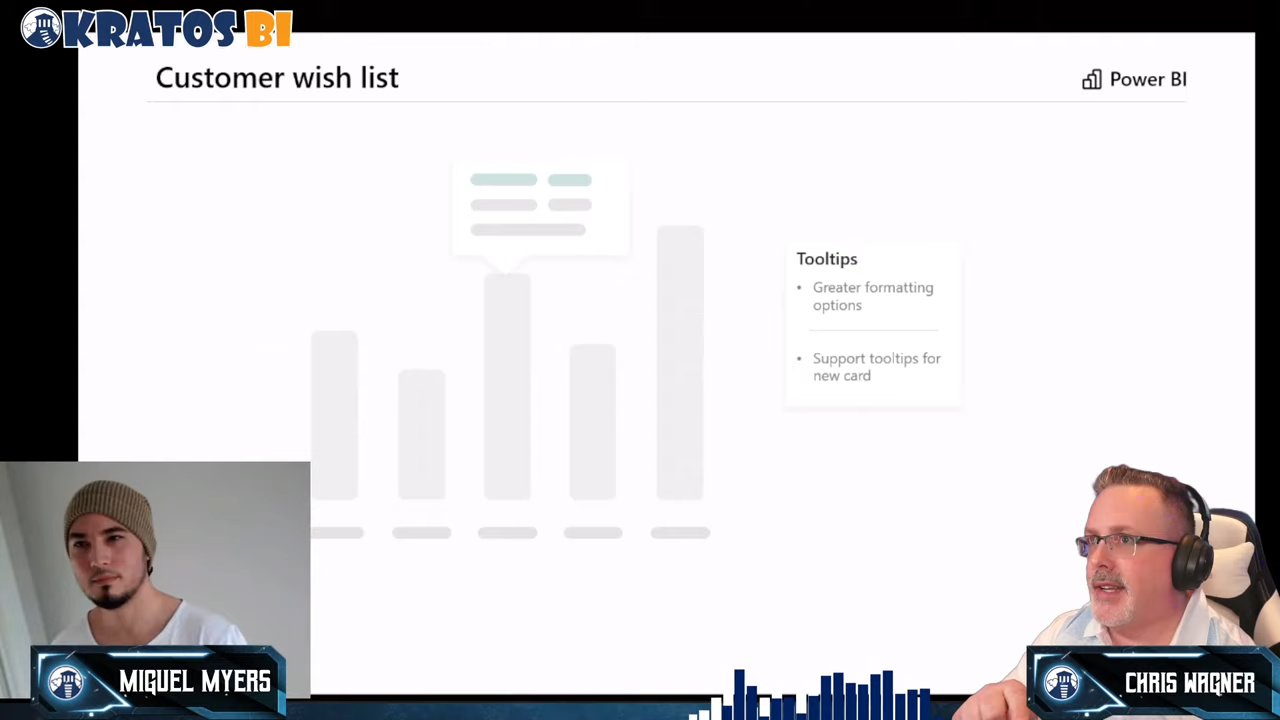 KRATOS BI
Customer wish list
Power BI
Tooltips
• Greater formatting
options
• Support tooltips for
new card
MIGUEL MYERS
CHRIS WAGNER